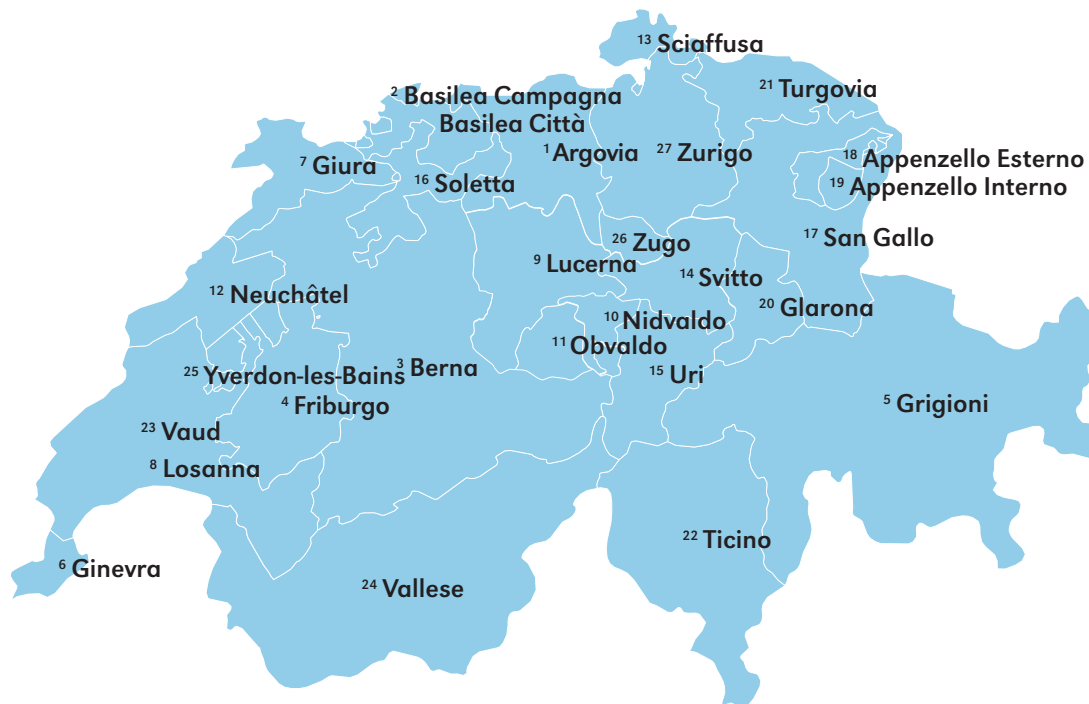 ¹³ Sciaffusa
²¹ Turgovia
² Basilea Campagna
Basilea Città
¹ Argovia
²⁷ Zurigo
⁷ Giura
¹⁸ Appenzello Esterno
¹⁶ Soletta
¹⁹ Appenzello Interno
²⁶ Zugo
¹⁷ San Gallo
⁹ Lucerna
¹⁴ Svitto
¹² Neuchâtel
²⁰ Glarona
¹⁰ Nidvaldo
¹¹ Obvaldo
³ Berna
²⁵ Yverdon-les-Bains
¹⁵ Uri
⁴ Friburgo
⁵ Grigioni
²³ Vaud
⁸ Losanna
²² Ticino
⁶ Ginevra
²⁴ Vallese